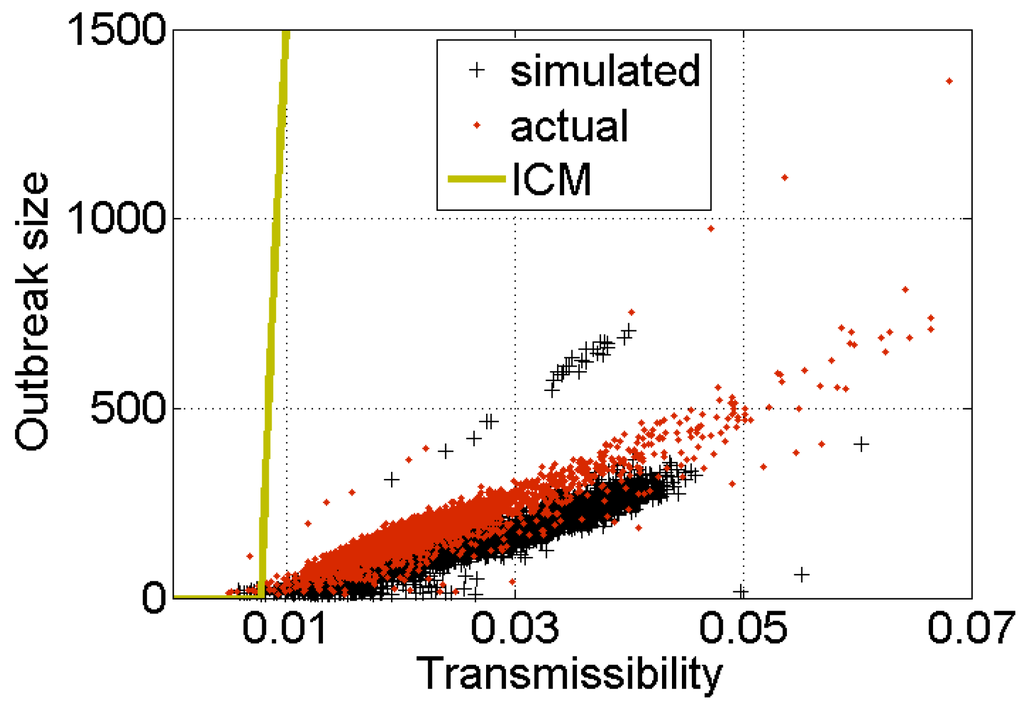 1500
1000
500
0
Outbreak size
simulated
actual
ICM
0.01 0.03 0.05 0.07
Transmissibility